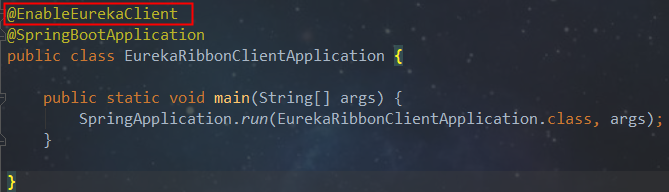 @EnableEurekaClient
@SpringBootApplication
public class EurekaRibbonClientApplication {
public static void main(String[] args) {
SpringApplication.run(EurekaRibbonClientApplication.class, args);
}
}